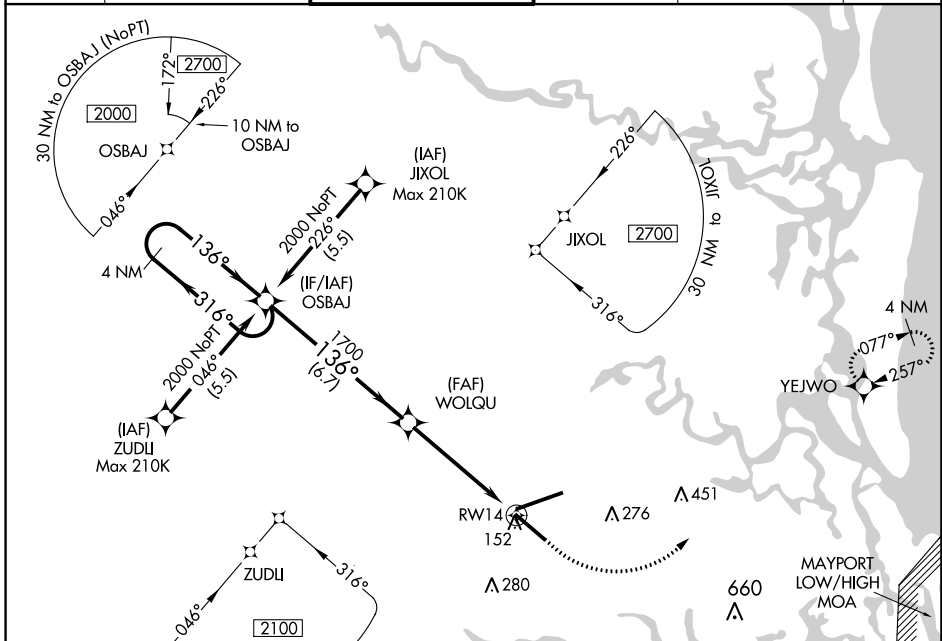 30 NM to OSBAJ (NoPT)
172°
2700
226°
2000
10 NM to
OSBAJ
OSBAJ
046°
(IAF)
JIXOL
Max 210K
2000 NoPT
226°
(5.5)
136°
4 NM
316°
(IF/IAF)
OSBAJ
2000 NoPT
046°
(5.5)
(IAF)
ZUDLI
Max 210K
1700
136°
(6.7)
(FAF)
WOLQU
226°
JIXOL
2700
30 NM to JIXOL
316°
4 NM
077°
257°
YEJWO
RW14
152
276
451
280
660
MAYPORT
LOW/HIGH
MOA
ZUDLI
046°
316°
2100